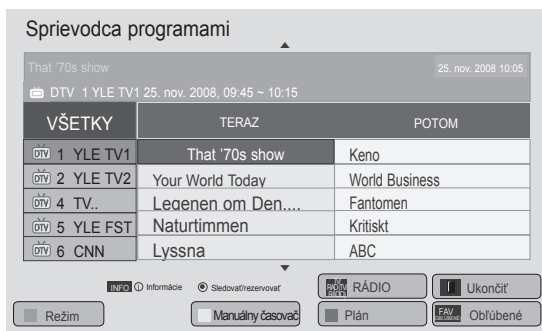 Sprievodca programami
That '70s show 25. nov. 2008 10:05
DTV 1 YLE TV1 25. nov. 2008, 09:45 ~ 10:15
VŠETKY TERAZ POTOM
DTV 1 YLE TV1 That '70s show Keno
DTV 2 YLE TV2 Your World Today World Business
DTV 4 TV.. Legenen om Den.... Fantomen
DTV 5 YLE FST Naturtimmen Kritiskt
DTV 6 CNN Lyssna ABC
INFO Informácie Sledovať/rezervovať RÁDIO Ukončiť
Režim Manuálny časovač Plán FAV OBĽÚBENÉ Obľúbené